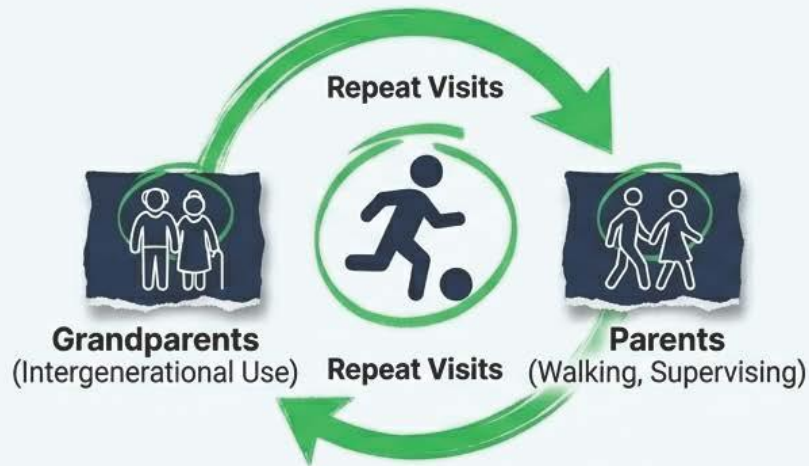 Repeat Visits
Grandparents
(Intergenerational Use)
Repeat Visits
Parents
(Walking, Supervising)